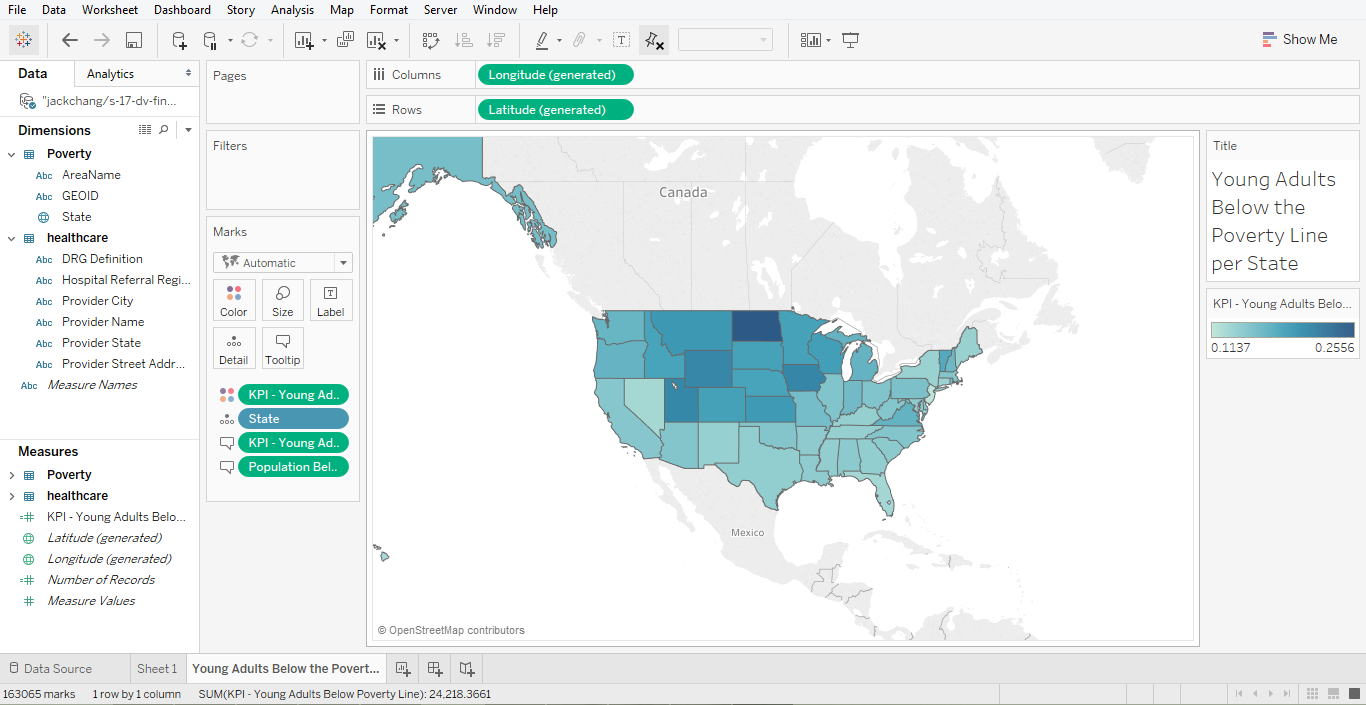 File Data Worksheet Dashboard Story Analysis Map Format Server Window Help
Show Me
Data Analytics
"jackchang/s-17-dv-fin...
Dimensions
Poverty
Abc AreaName
Abc GEOID
State
healthcare
Abc DRG Definition
Abc Hospital Referral Regi...
Abc Provider City
Abc Provider Name
Abc Provider State
Abc Provider Street Addr...
Abc Measure Names
Measures
Poverty
healthcare
KPI - Young Adults Belo...
Latitude (generated)
Longitude (generated)
Number of Records
Measure Values
Pages
Filters
Marks
Automatic
Color Size Label
Detail Tooltip
KPI - Young Ad..
State
KPI - Young Ad..
Population Bel..
Columns Longitude (generated)
Rows Latitude (generated)
Canada
Mexico
© OpenStreetMap contributors
Title
Young Adults
Below the
Poverty Line
per State
KPI - Young Adults Belo...
0.1137 0.2556
Data Source Sheet 1 Young Adults Below the Povert...
163065 marks 1 row by 1 column SUM(KPI - Young Adults Below Poverty Line): 24,218.3661